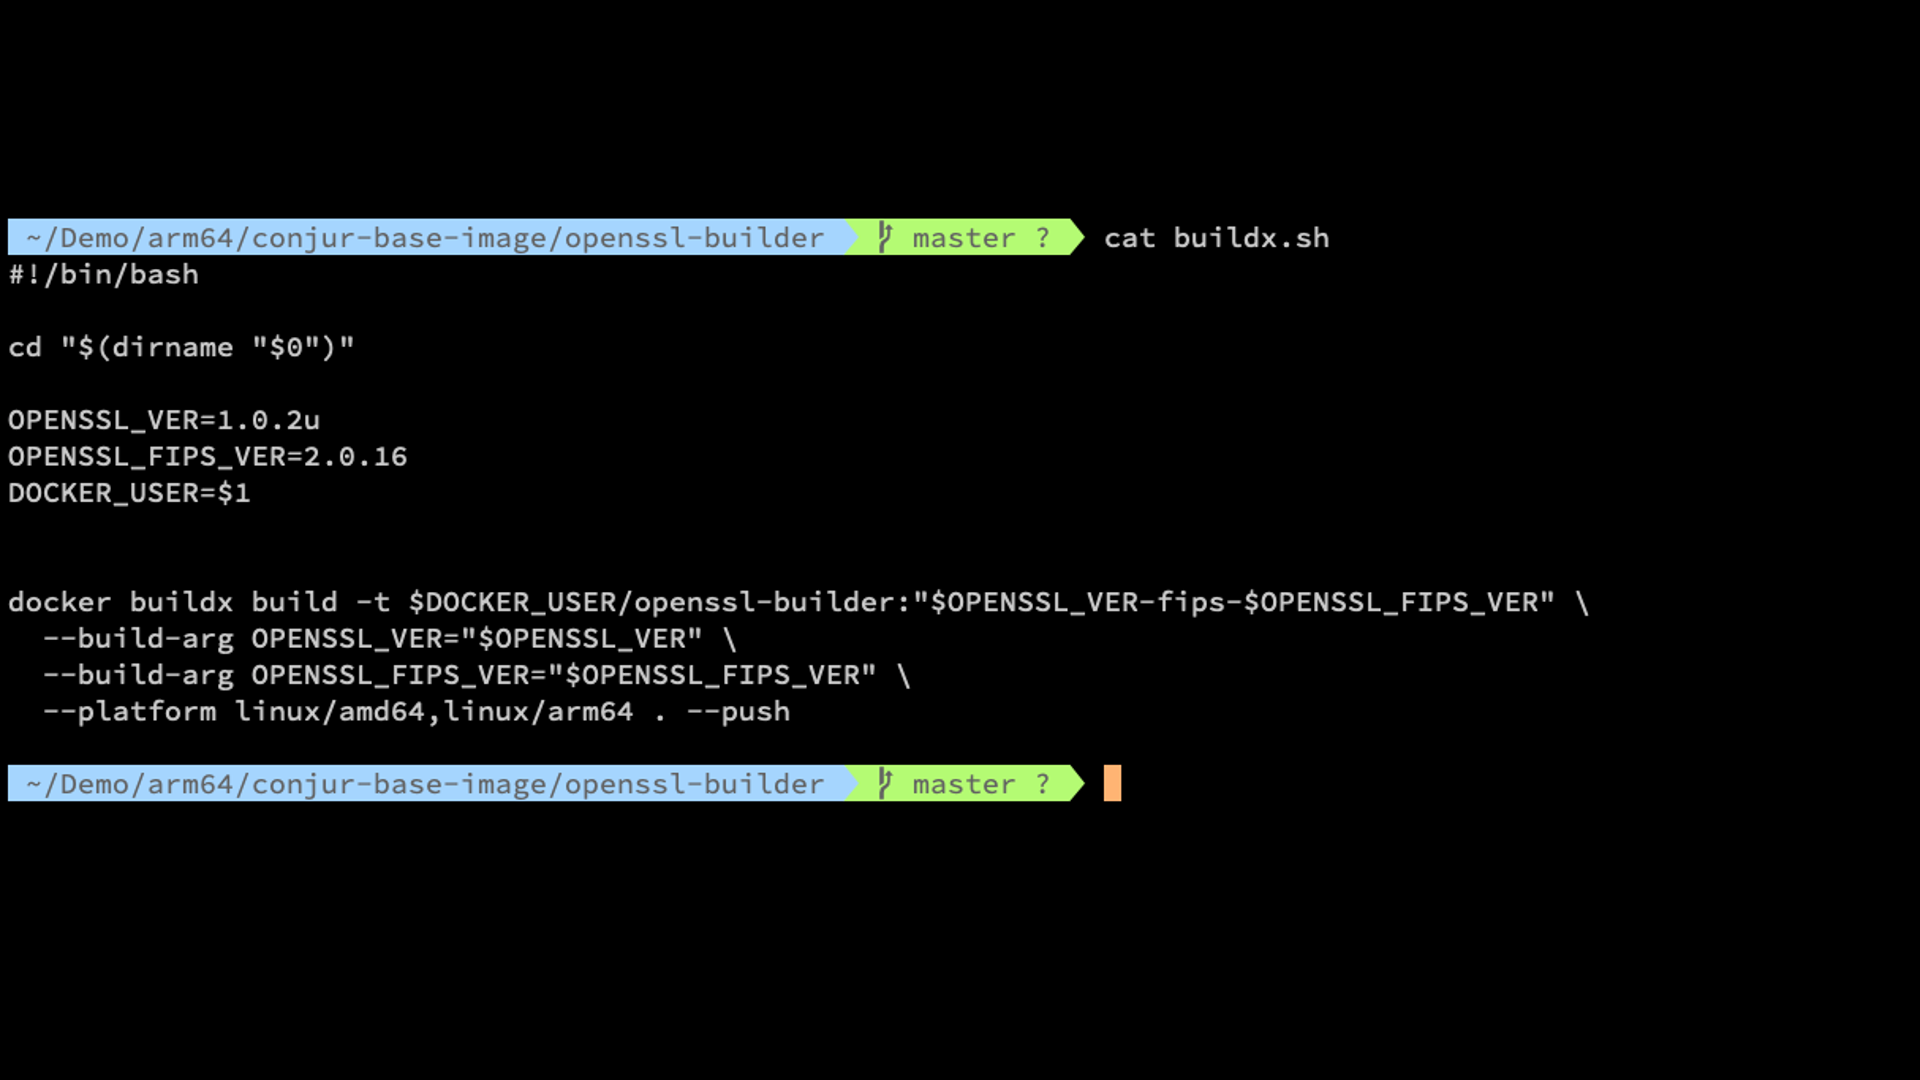 ~/Demo/arm64/conjur-base-image/openssl-builder master ? cat buildx.sh
#!/bin/bash
cd "$(dirname "$0")"
OPENSSL_VER=1.0.2u
OPENSSL_FIPS_VER=2.0.16
DOCKER_USER=$1
docker buildx build -t $DOCKER_USER/openssl-builder:"$OPENSSL_VER-fips-$OPENSSL_FIPS_VER" \
  --build-arg OPENSSL_VER="$OPENSSL_VER" \
  --build-arg OPENSSL_FIPS_VER="$OPENSSL_FIPS_VER" \
  --platform linux/amd64,linux/arm64 . --push
~/Demo/arm64/conjur-base-image/openssl-builder master ?